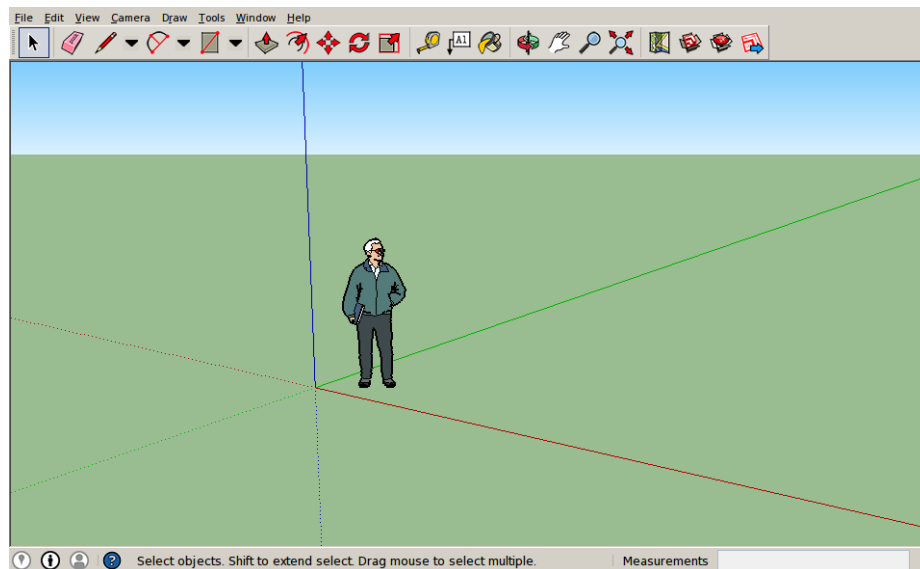 File Edit View Camera Draw Tools Window Help
A1
Select objects. Shift to extend select. Drag mouse to select multiple. Measurements